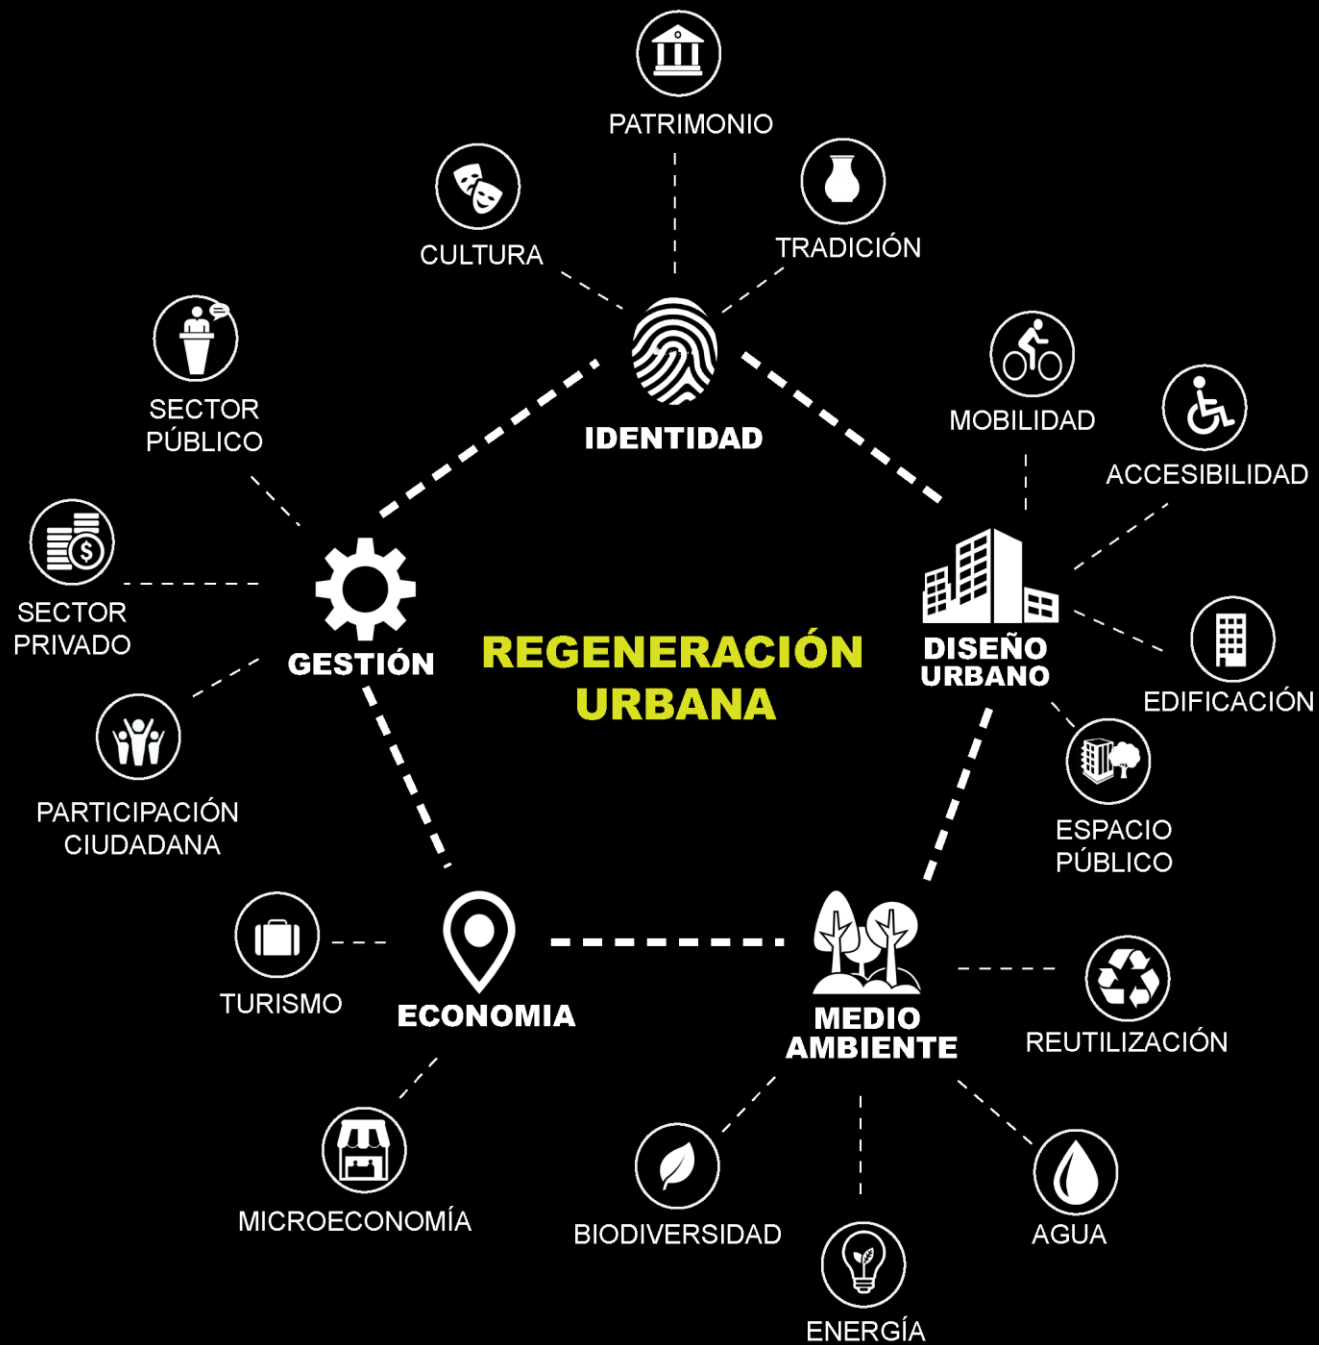 PATRIMONIO
CULTURA
TRADICIÓN
IDENTIDAD
SECTOR
PÚBLICO
SECTOR
PRIVADO
PARTICIPACIÓN
CIUDADANA
GESTIÓN
REGENERACIÓN
URBANA
MOBILIDAD
ACCESIBILIDAD
DISEÑO
URBANO
EDIFICACIÓN
ESPACIO
PÚBLICO
TURISMO
ECONOMIA
MICROECONOMÍA
MEDIO
AMBIENTE
REUTILIZACIÓN
BIODIVERSIDAD
ENERGÍA
AGUA